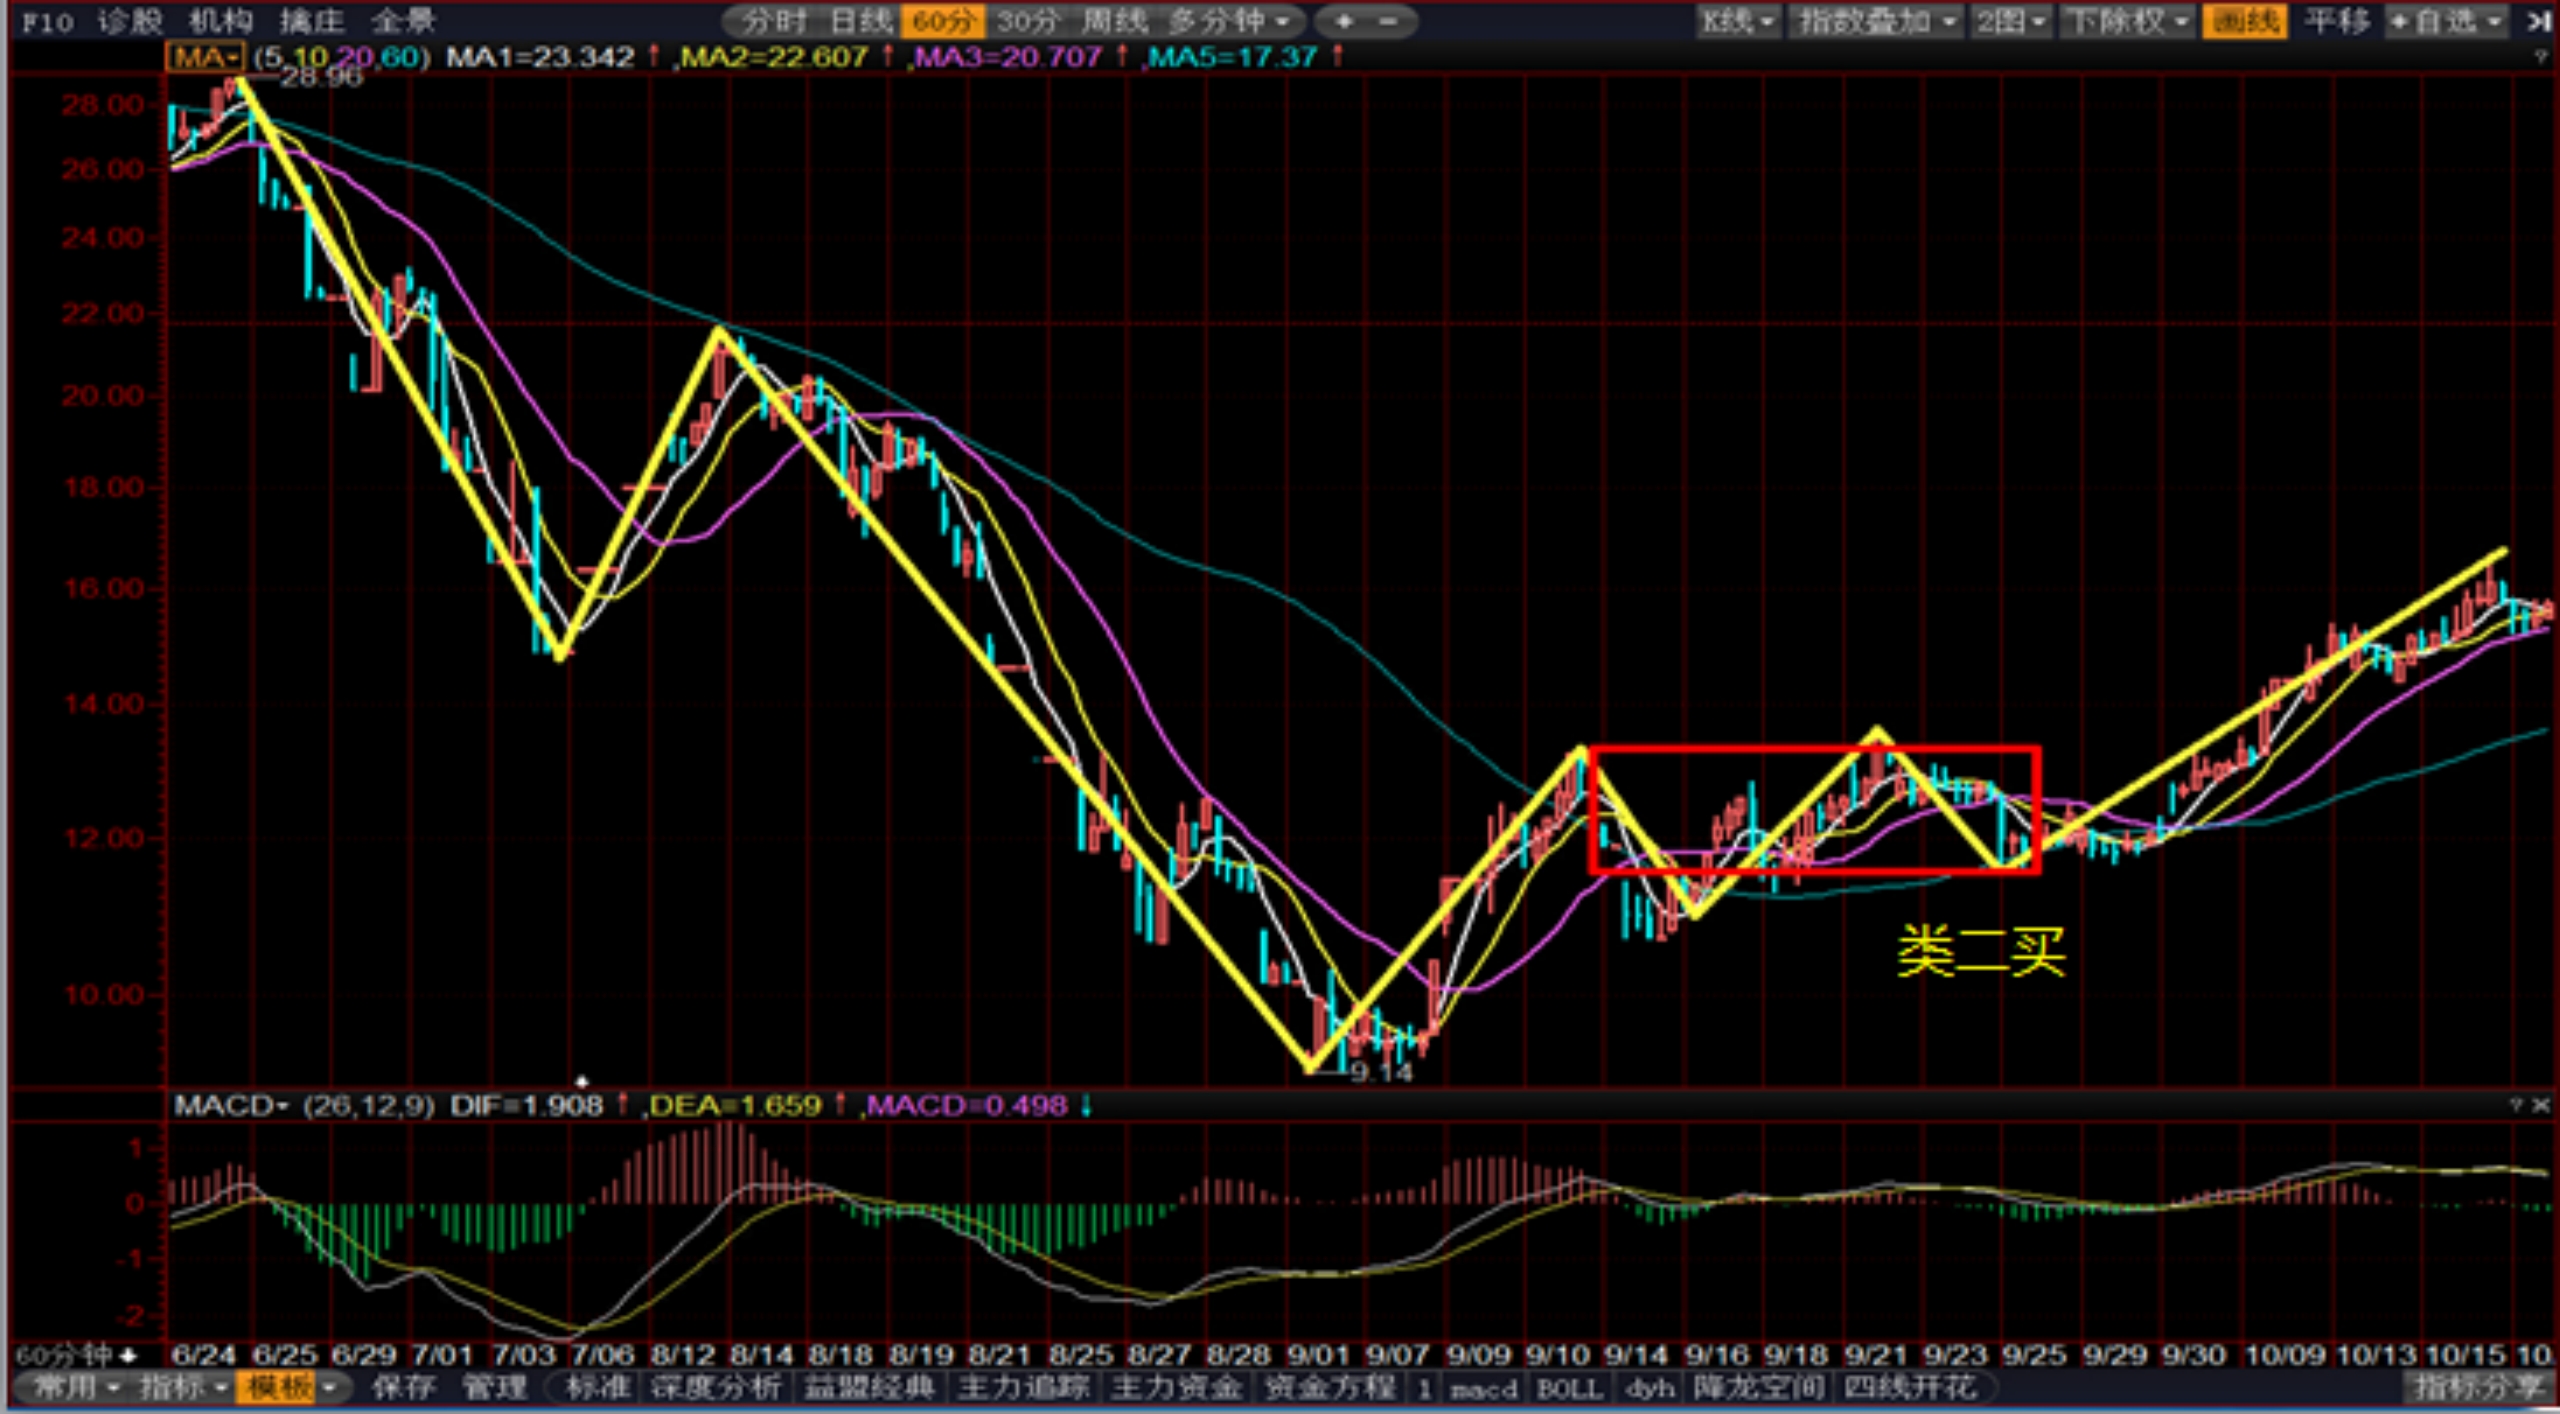 F10 诊股 机构 擒庄 全景 分时 日线 60分 30分 周线 多分钟 + - K线 指数叠加 2图 下除权 画线 平移 +自选
MA (5,10,20,60) MA1=23.342 ↑ ,MA2=22.607 ↑ ,MA3=20.707 ↑ ,MA5=17.37 ↑ ?
28.96
28.00
26.00
24.00
22.00
20.00
18.00
16.00
14.00
12.00
类二买
10.00
9.14
MACD (26,12,9) DIF=1.908 ↑ ,DEA=1.659 ↑ ,MACD=0.498 ↓ ? ×
1
0
-1
-2
60分钟 6/24 6/25 6/29 7/01 7/03 7/06 8/12 8/14 8/18 8/19 8/21 8/25 8/27 8/28 9/01 9/07 9/09 9/10 9/14 9/16 9/18 9/21 9/23 9/25 9/29 9/30 10/09 10/13 10/15 10.
常用 指标 模板 保存 管理 标准 深度分析 益盟经典 主力追踪 主力资金 资金方程 1 macd BOLL dyh 降龙空间 四线开花 指标分享